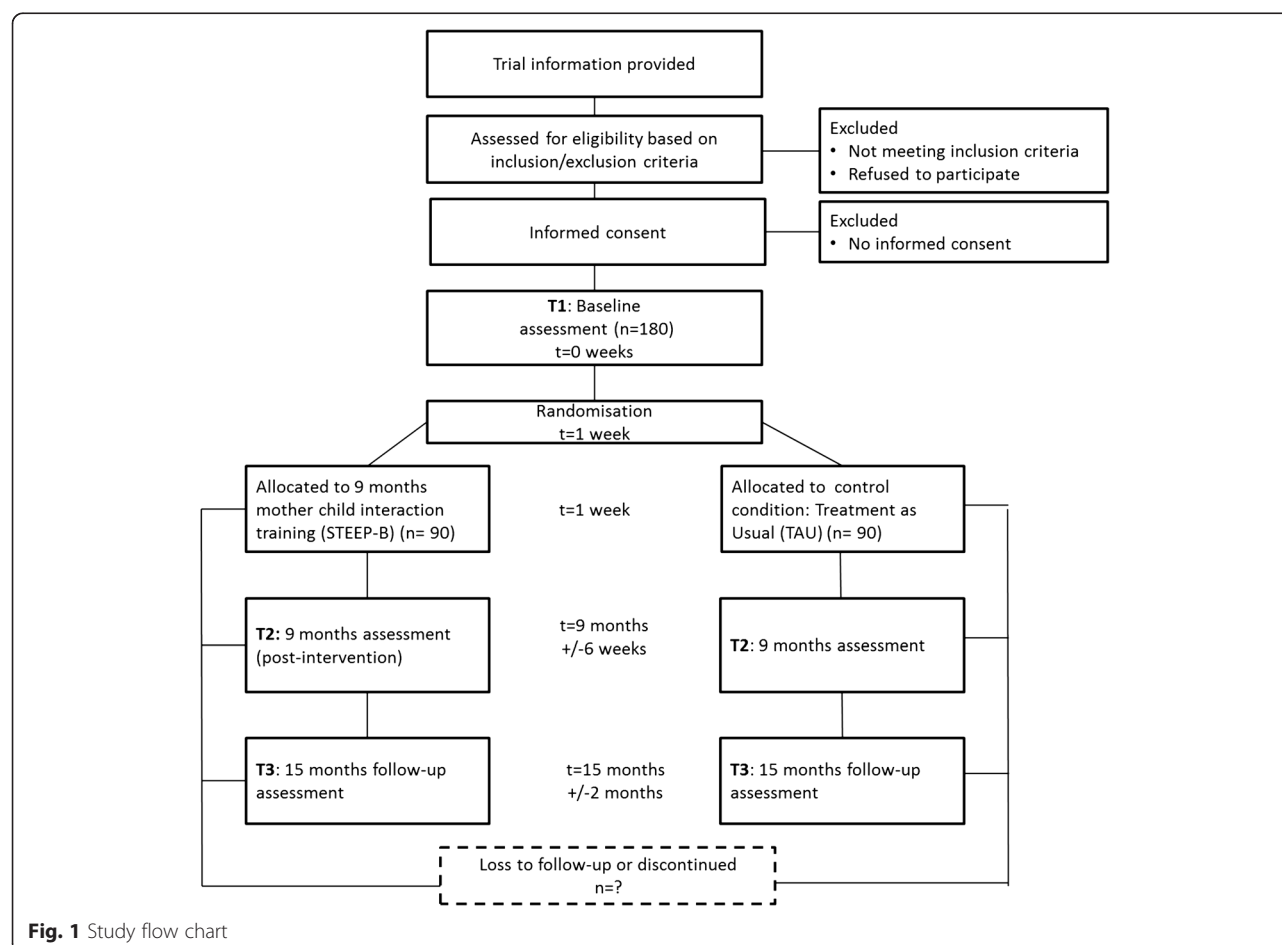 Trial information provided
Assessed for eligibility based on
inclusion/exclusion criteria
Excluded
• Not meeting inclusion criteria
• Refused to participate
Informed consent
Excluded
• No informed consent
T1: Baseline
assessment (n=180)
t=0 weeks
Randomisation
t=1 week
Allocated to 9 months
mother child interaction
training (STEEP-B) (n= 90)
t=1 week
Allocated to control
condition: Treatment as
Usual (TAU) (n= 90)
T2: 9 months assessment
(post-intervention)
t=9 months
+/-6 weeks
T2: 9 months assessment
T3: 15 months follow-up
assessment
t=15 months
+/-2 months
T3: 15 months follow-up
assessment
Loss to follow-up or discontinued
n=?
Fig. 1 Study flow chart